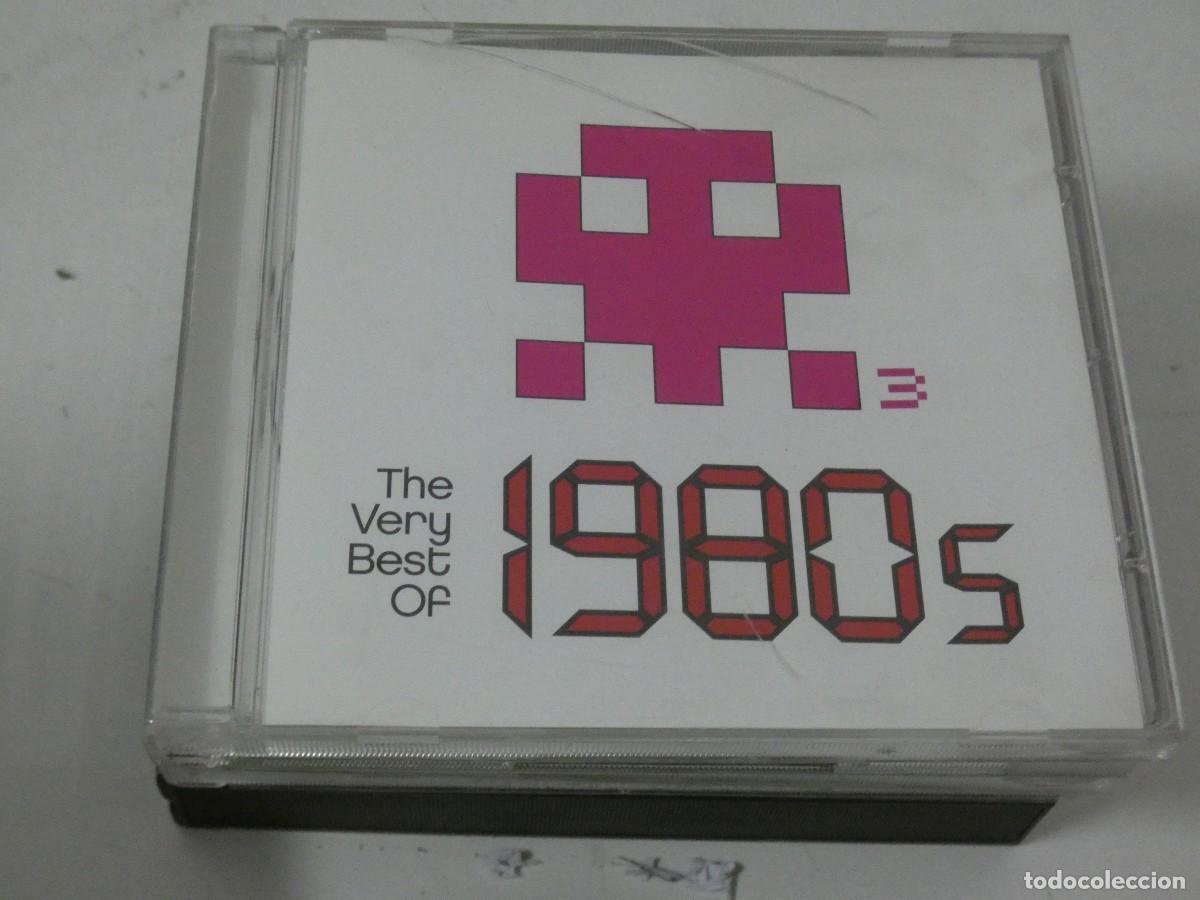 3
The
Very
Best
Of
1980s
todocoleccion